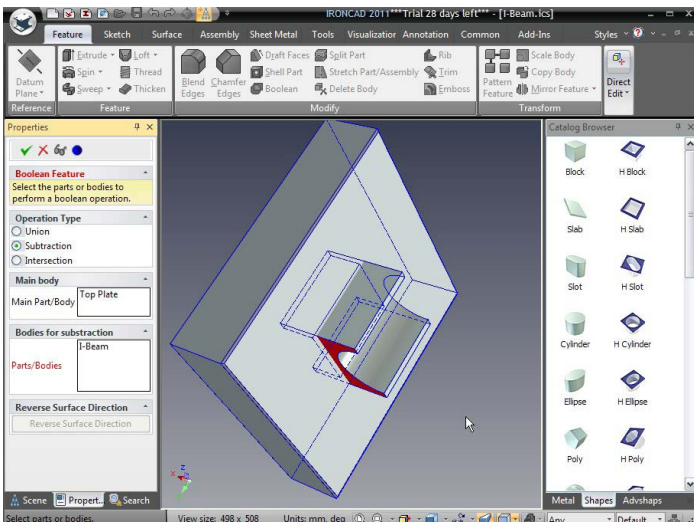 IRONCAD 2011***Trial 28 days left*** - [I-Beam.ics]
Feature Sketch Surface Assembly Sheet Metal Tools Visualizatior Annotation Common Add-Ins Styles
Datum Plane
Extrude Loft
Spin Thread
Sweep Thicken
Blend Edges
Chamfer Edges
Draft Faces Split Part Rib
Shell Part Stretch Part/Assembly Trim
Boolean Delete Body Emboss
Pattern Feature
Scale Body
Copy Body
Mirror Feature
Direct Edit
Reference Feature Modify Transform
Properties
Boolean Feature
Select the parts or bodies to
perform a boolean operation.
Operation Type
Union
Subtraction
Intersection
Main body
Main Part/Body Top Plate
Bodies for substraction
I-Beam
Parts/Bodies
Reverse Surface Direction
Reverse Surface Direction
Scene Propert.. Search
Catalog Browser
Block H Block
Slab H Slab
Slot H Slot
Cylinder H Cylinder
Ellipse H Ellipse
Poly H Poly
Metal Shapes Advshaps
Select parts or bodies. View size: 498 x 508 Units: mm, deg Any Default